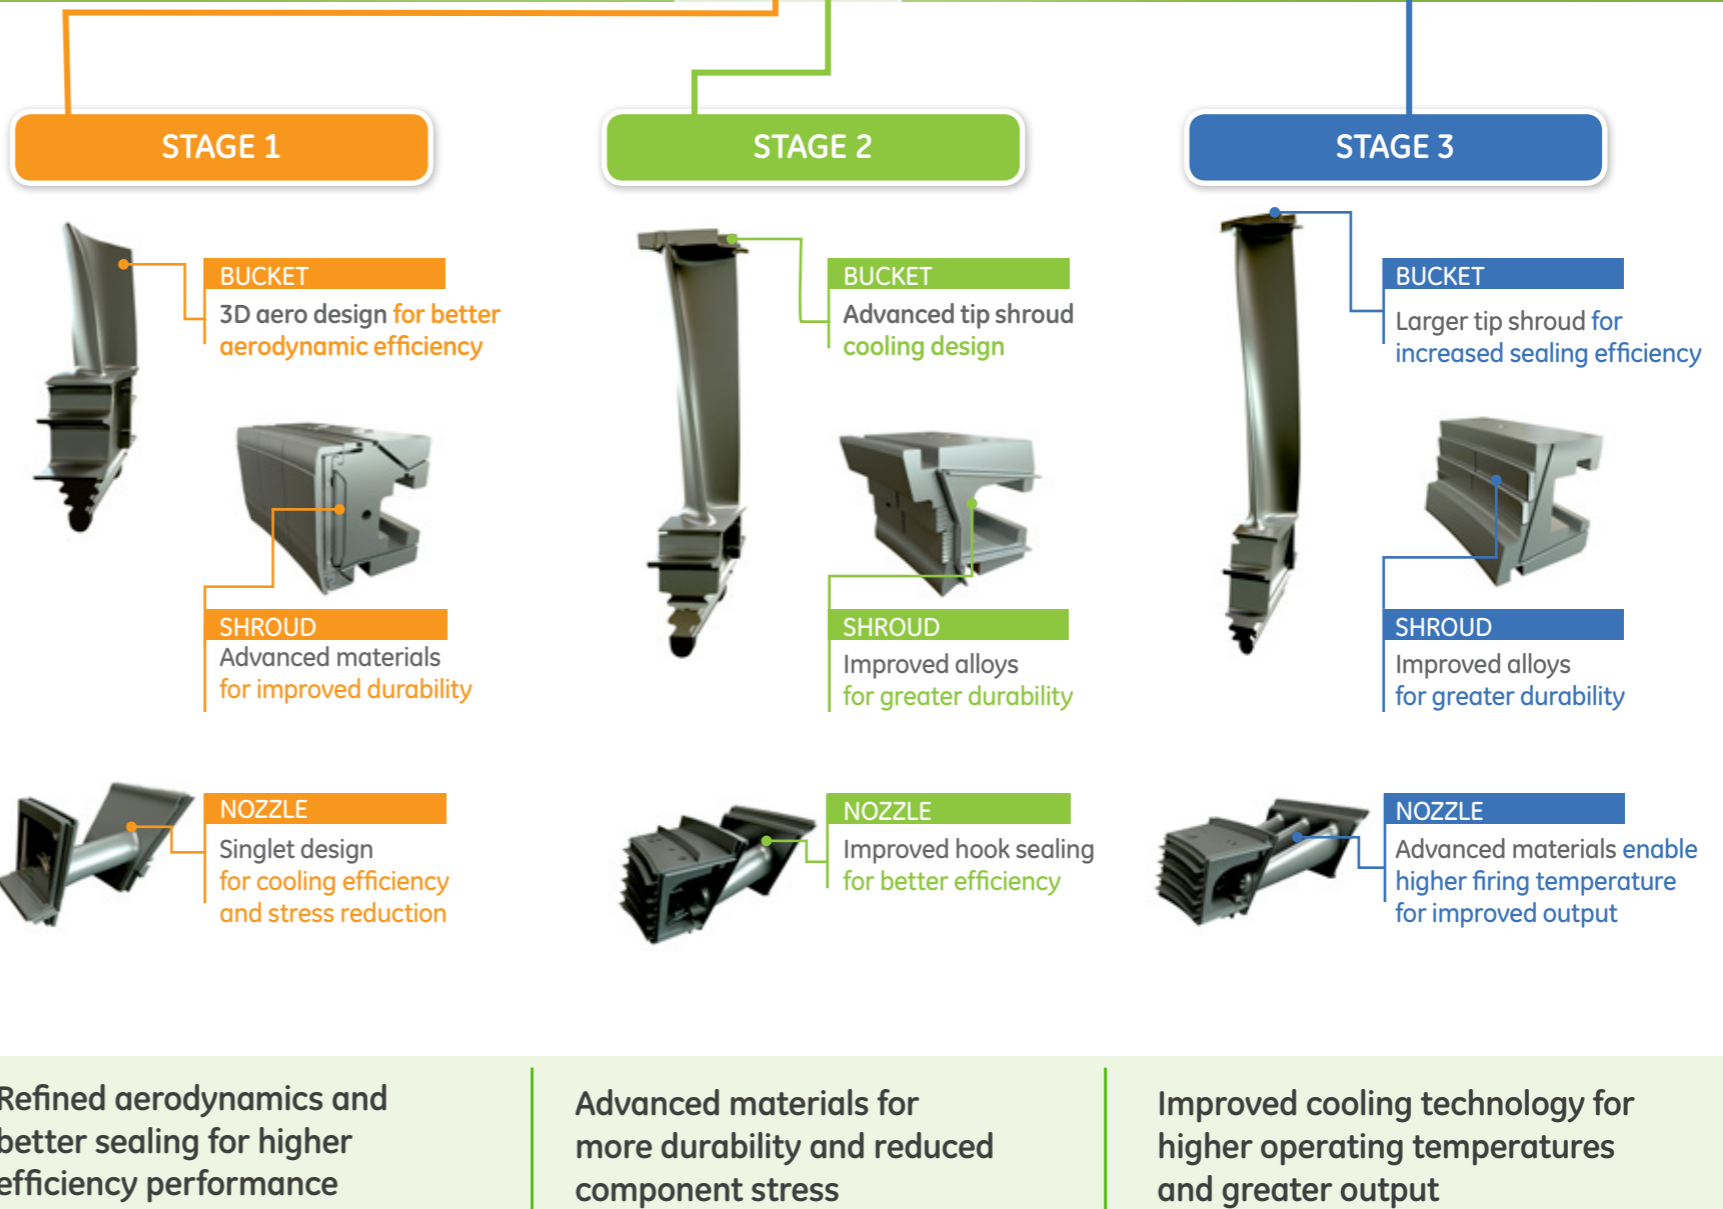 STAGE 1
BUCKET
3D aero design for better
aerodynamic efficiency
SHROUD
Advanced materials
for improved durability
NOZZLE
Singlet design
for cooling efficiency
and stress reduction
STAGE 2
BUCKET
Advanced tip shroud
cooling design
SHROUD
Improved alloys
for greater durability
NOZZLE
Improved hook sealing
for better efficiency
STAGE 3
BUCKET
Larger tip shroud for
increased sealing efficiency
SHROUD
Improved alloys
for greater durability
NOZZLE
Advanced materials enable
higher firing temperature
for improved output
Refined aerodynamics and
better sealing for higher
efficiency performance
Advanced materials for
more durability and reduced
component stress
Improved cooling technology for
higher operating temperatures
and greater output